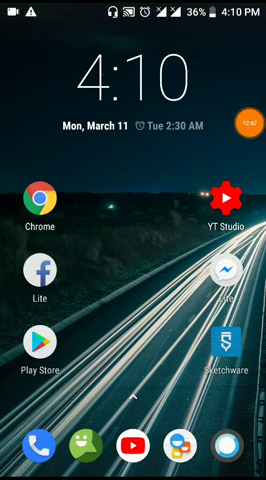 36% 4:10 PM
4:10
Mon, March 11 Tue 2:30 AM
12:47
Chrome
YT Studio
Lite
Lite
Play Store
Sketchware